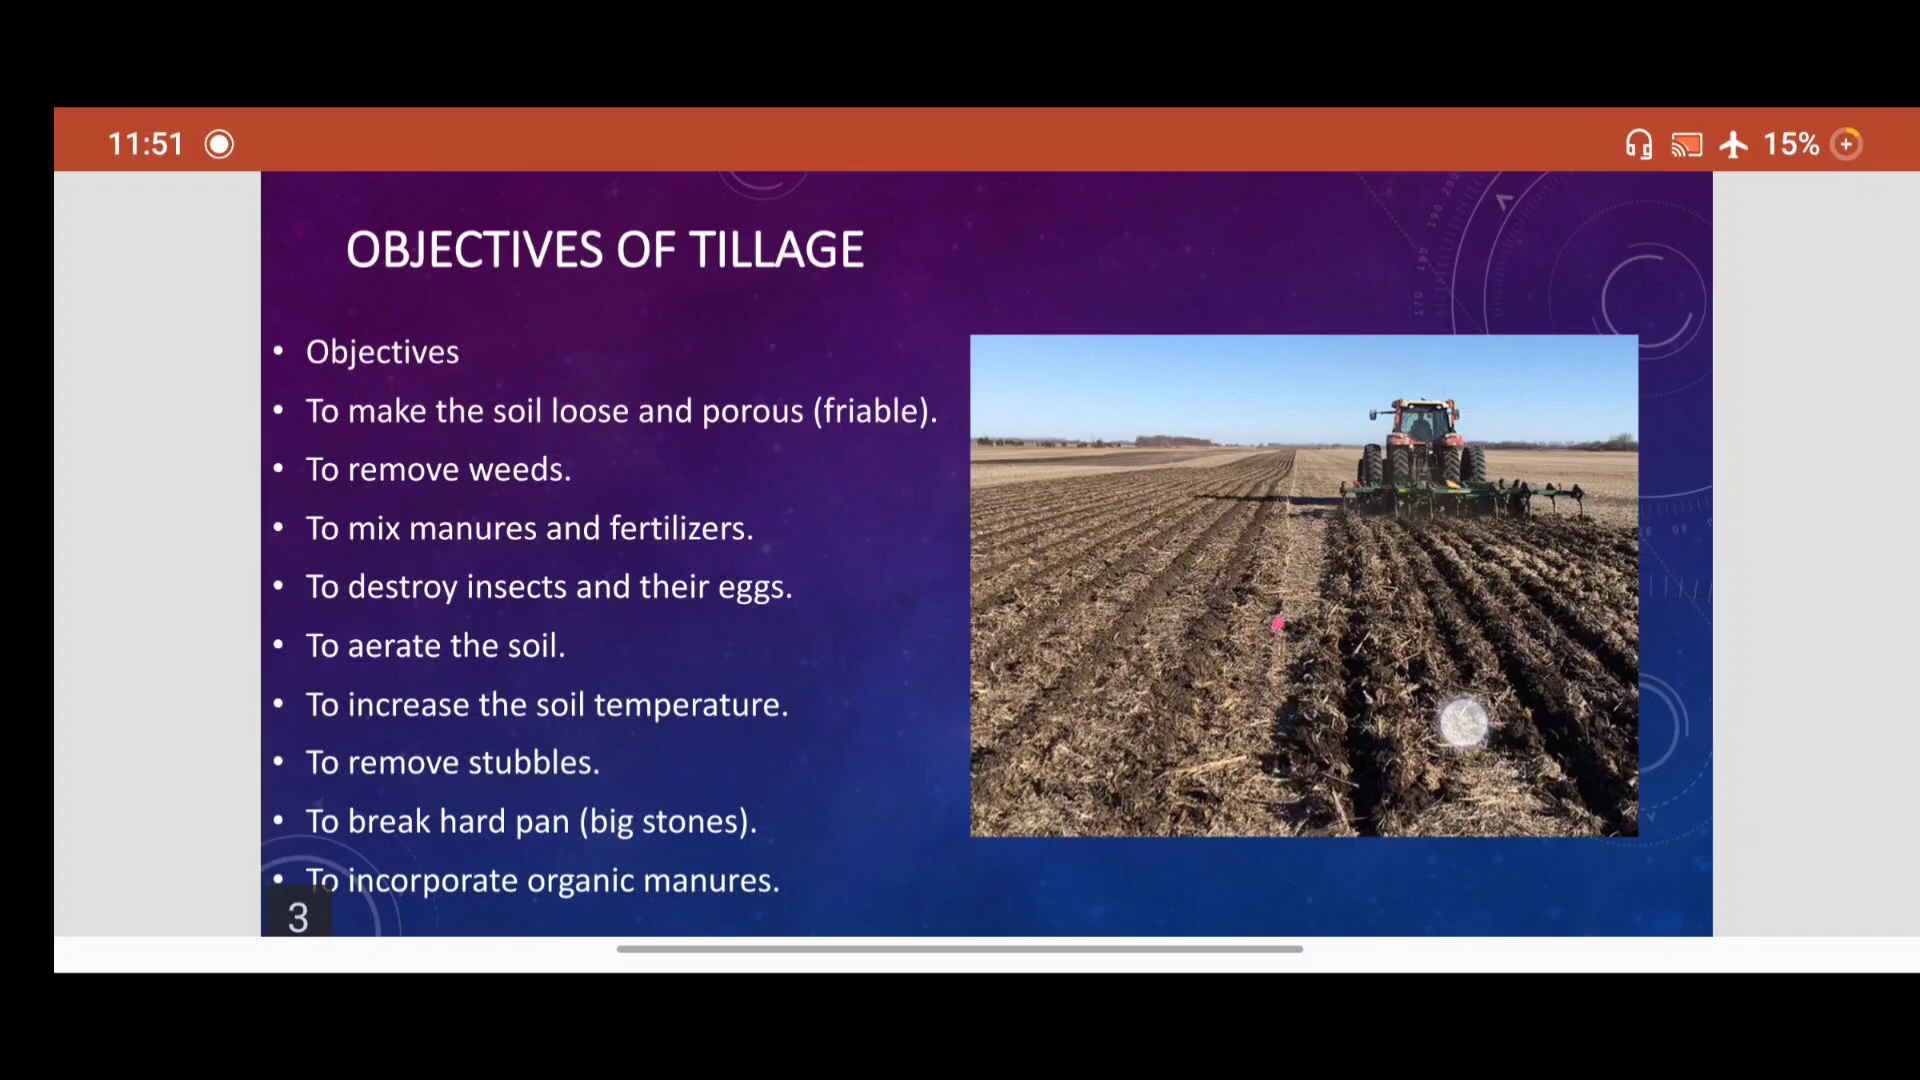 11:51
15%
OBJECTIVES OF TILLAGE
• Objectives
• To make the soil loose and porous (friable).
• To remove weeds.
• To mix manures and fertilizers.
• To destroy insects and their eggs.
• To aerate the soil.
• To increase the soil temperature.
• To remove stubbles.
• To break hard pan (big stones).
• To incorporate organic manures.
3